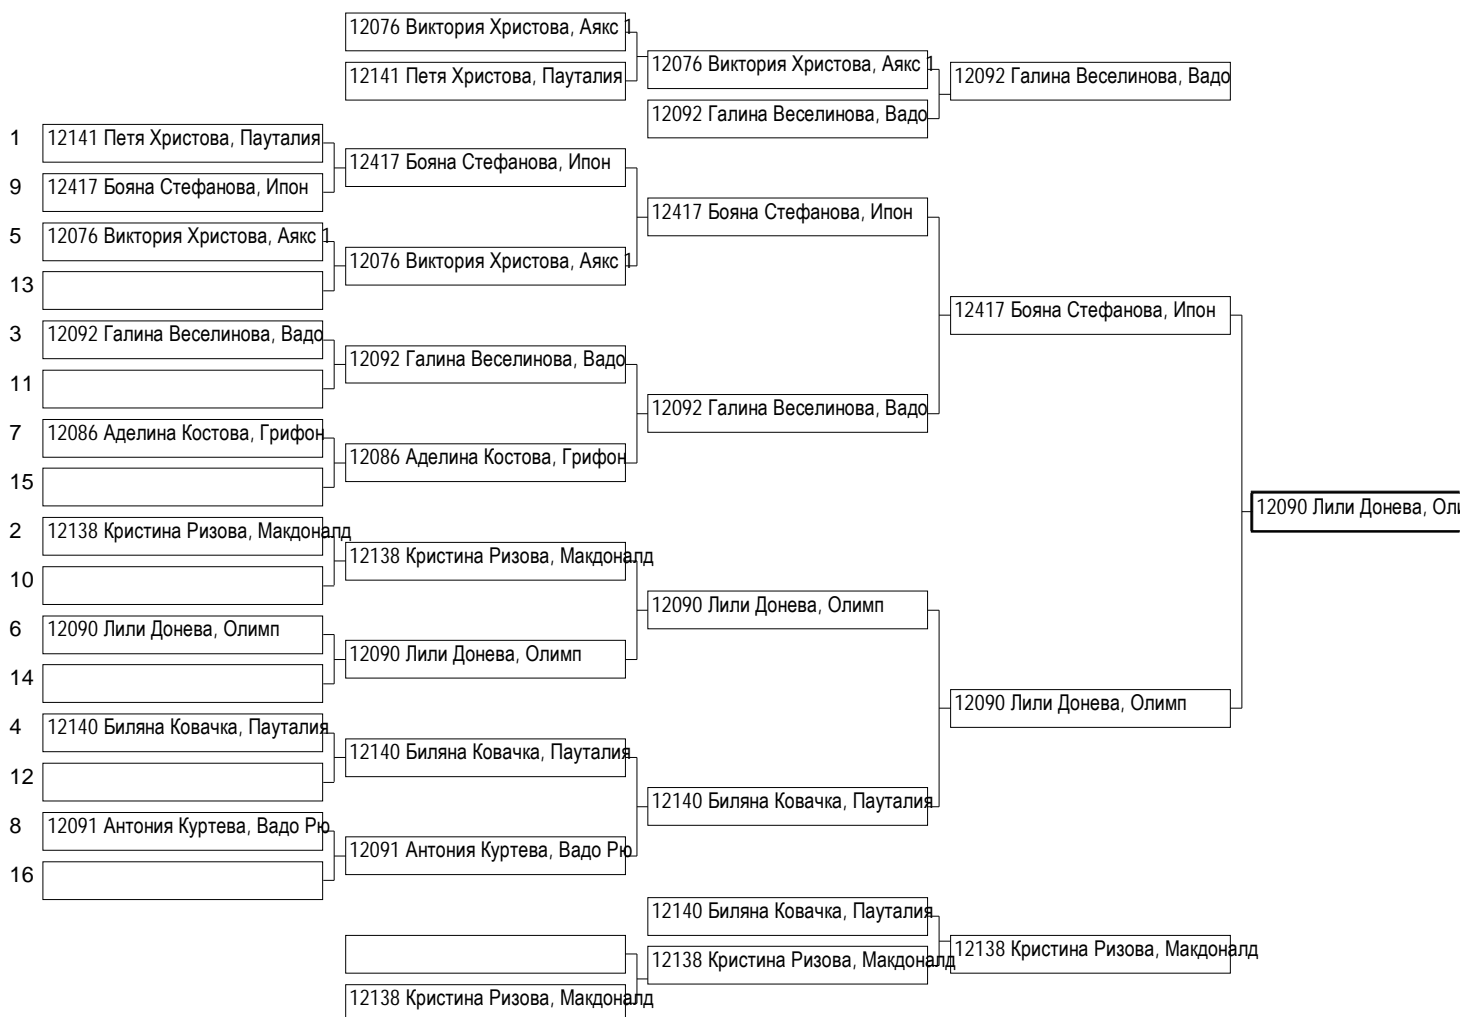 12076 Виктория Христова, Аякс 1
12141 Петя Христова, Пауталия
12076 Виктория Христова, Аякс 1
12092 Галина Веселинова, Вадо
12092 Галина Веселинова, Вадо
1 12141 Петя Христова, Пауталия
9 12417 Бояна Стефанова, Ипон
5 12076 Виктория Христова, Аякс 1
13
3 12092 Галина Веселинова, Вадо
11
7 12086 Аделина Костова, Грифон
15
2 12138 Кристина Ризова, Макдоналд
10
6 12090 Лили Донева, Олимп
14
4 12140 Биляна Ковачка, Пауталия
12
8 12091 Антония Куртева, Вадо Рю
16
12417 Бояна Стефанова, Ипон
12076 Виктория Христова, Аякс 1
12092 Галина Веселинова, Вадо
12086 Аделина Костова, Грифон
12138 Кристина Ризова, Макдоналд
12090 Лили Донева, Олимп
12140 Биляна Ковачка, Пауталия
12091 Антония Куртева, Вадо Рю
12417 Бояна Стефанова, Ипон
12092 Галина Веселинова, Вадо
12090 Лили Донева, Олимп
12140 Биляна Ковачка, Пауталия
12417 Бояна Стефанова, Ипон
12090 Лили Донева, Олимп
12090 Лили Донева,
12140 Биляна Ковачка, Пауталия
12138 Кристина Ризова, Макдоналд
12138 Кристина Ризова, Макдоналд
12138 Кристина Ризова, Макдоналд